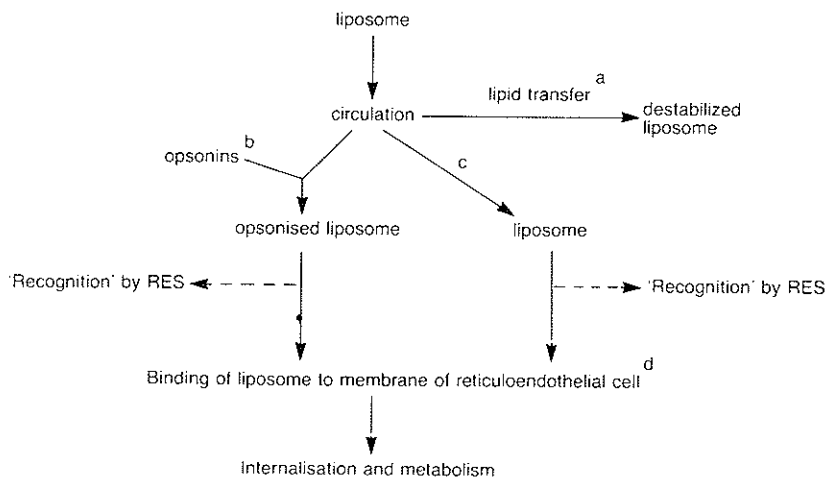 liposome
lipid transfer a
circulation
destabilized
liposome
opsonins b
c
opsonised liposome
liposome
'Recognition' by RES
'Recognition' by RES
Binding of liposome to membrane of reticuloendothelial cell d
Internalisation and metabolism